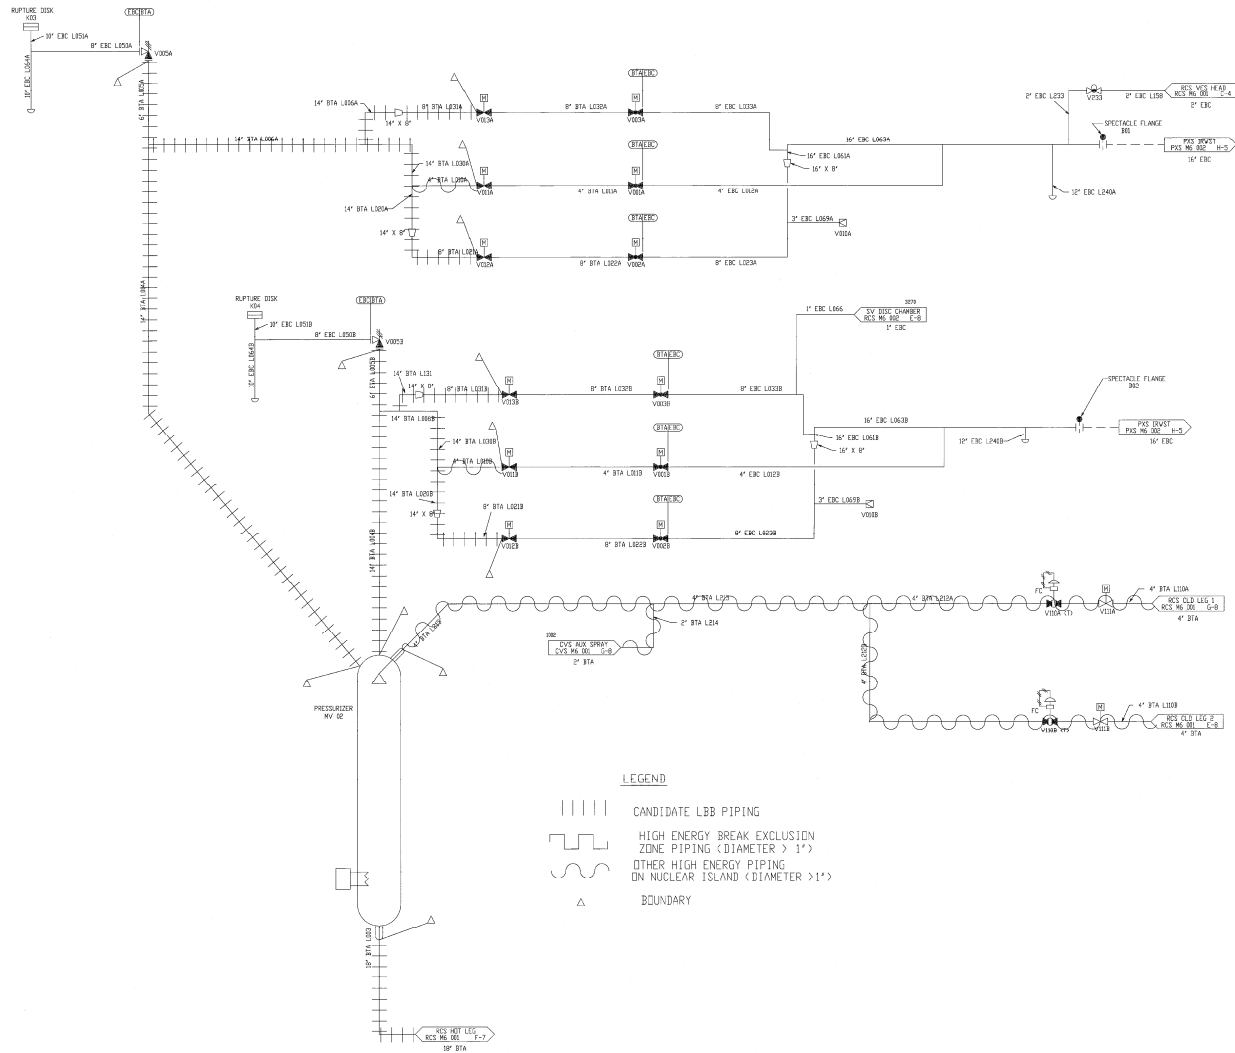 RUPTURE DISK
K03
EBC BTA
10" EBC L051A
8" EBC L050A
V005A
10" EBC L064A
6" BTA L005A
14" BTA L006A
8" BTA L031A
14" X 8"
M
V013A
8" BTA L032A
BTA EBC
M
V003A
8" EBC L033A
2" EBC L233
V233
2" EBC L158
RCS VES HEAD
RCS M6 001 C-4
2" EBC
SPECTACLE FLANGE
PXS IRWST
PXS M6 002 H-5
16" EBC
16" EBC L063A
16" EBC L061A
16" X 8"
12" EBC L240A
14" BTA L030A
4" BTA L010A
14" BTA L020A
M
V011A
4" BTA L011A
BTA EBC
M
V001A
4" EBC L012A
14" X 8"
8" BTA L021A
M
V012A
8" BTA L022A
BTA EBC
M
V002A
8" EBC L023A
3" EBC L069A
V010A
14" BTA L004A
RUPTURE DISK
K04
EBC BTA
10" EBC L051B
8" EBC L050B
14" BTA L131
8" BTA L031B
M
V013B
8" BTA L032B
BTA EBC
M
V003B
8" EBC L033B
1" EBC L066
3270
SV DISC CHAMBER
RCS M6 002 E-8
1" EBC
SPECTACLE FLANGE
PXS IRWST
PXS M6 002 H-5
16" EBC
16" EBC L063B
16" EBC L061B
16" X 8"
12" EBC L240B
14" BTA L006B
14" BTA L030B
4" BTA L010B
14" BTA L020B
M
V011B
4" BTA L011B
BTA EBC
M
V001B
4" EBC L012B
14" X 8"
8" BTA L021B
M
V012B
8" BTA L022B
BTA EBC
M
V002B
3" EBC L069B
V010B
14" BTA L004B
4" BTA L213
4" BTA L212A
2" BTA L214
1002
CVS AUX SPRAY
CVS M6 001 G-8
2" BTA
FC
V110A (T)
M
V111A
4" BTA L110A
RCS CLD LEG 1
RCS M6 001 G-8
4" BTA
FC
M
V111B
4" BTA L110B
RCS CLD LEG 2
RCS M6 001 E-8
4" BTA
PRESSURIZER
MV 02
LEGEND
CANDIDATE LBB PIPING
HIGH ENERGY BREAK EXCLUSION
ZONE PIPING (DIAMETER > 1")
OTHER HIGH ENERGY PIPING
ON NUCLEAR ISLAND (DIAMETER >1")
BOUNDARY
18" BTA L003
RCS HOT LEG
RCS M6 001 F-7
18" BTA